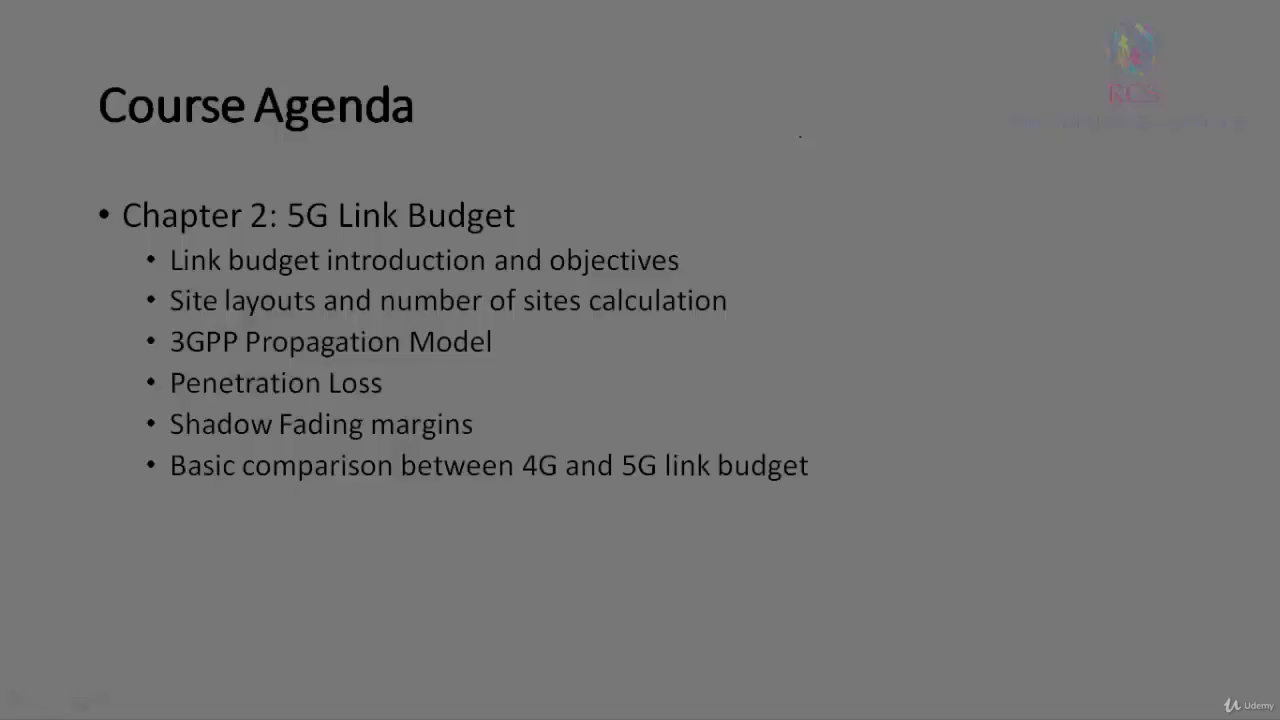 RCS
Course Agenda
• Chapter 2: 5G Link Budget
• Link budget introduction and objectives
• Site layouts and number of sites calculation
• 3GPP Propagation Model
• Penetration Loss
• Shadow Fading margins
• Basic comparison between 4G and 5G link budget
Udemy